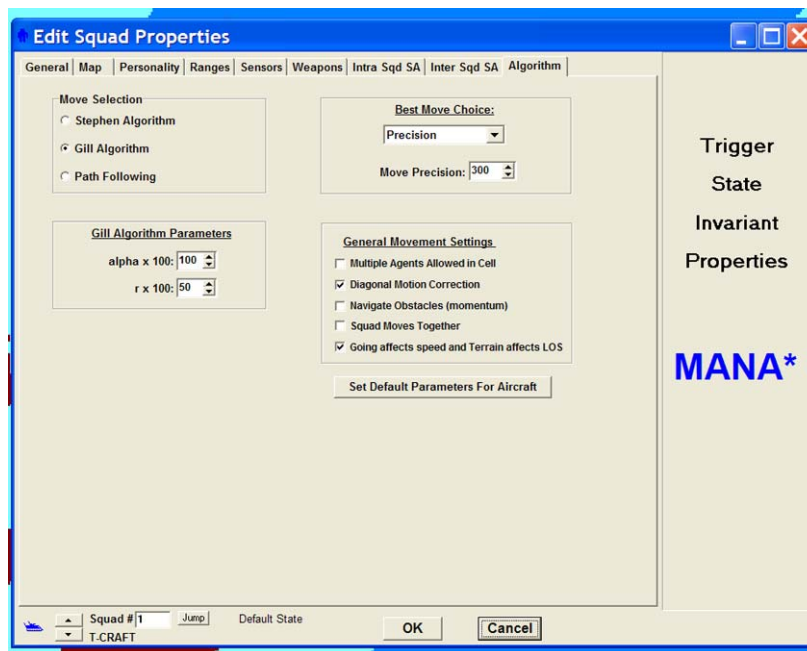 Edit Squad Properties
General Map Personality Ranges Sensors Weapons Intra Sqd SA Inter Sqd SA Algorithm
Move Selection
Stephen Algorithm
Gill Algorithm
Path Following
Best Move Choice:
Precision
Move Precision: 300
Gill Algorithm Parameters
alpha x 100: 100
r x 100: 50
General Movement Settings
Multiple Agents Allowed in Cell
Diagonal Motion Correction
Navigate Obstacles (momentum)
Squad Moves Together
Going affects speed and Terrain affects LOS
Set Default Parameters For Aircraft
Trigger
State
Invariant
Properties
MANA*
Squad # 1 Jump Default State
T-CRAFT
OK Cancel